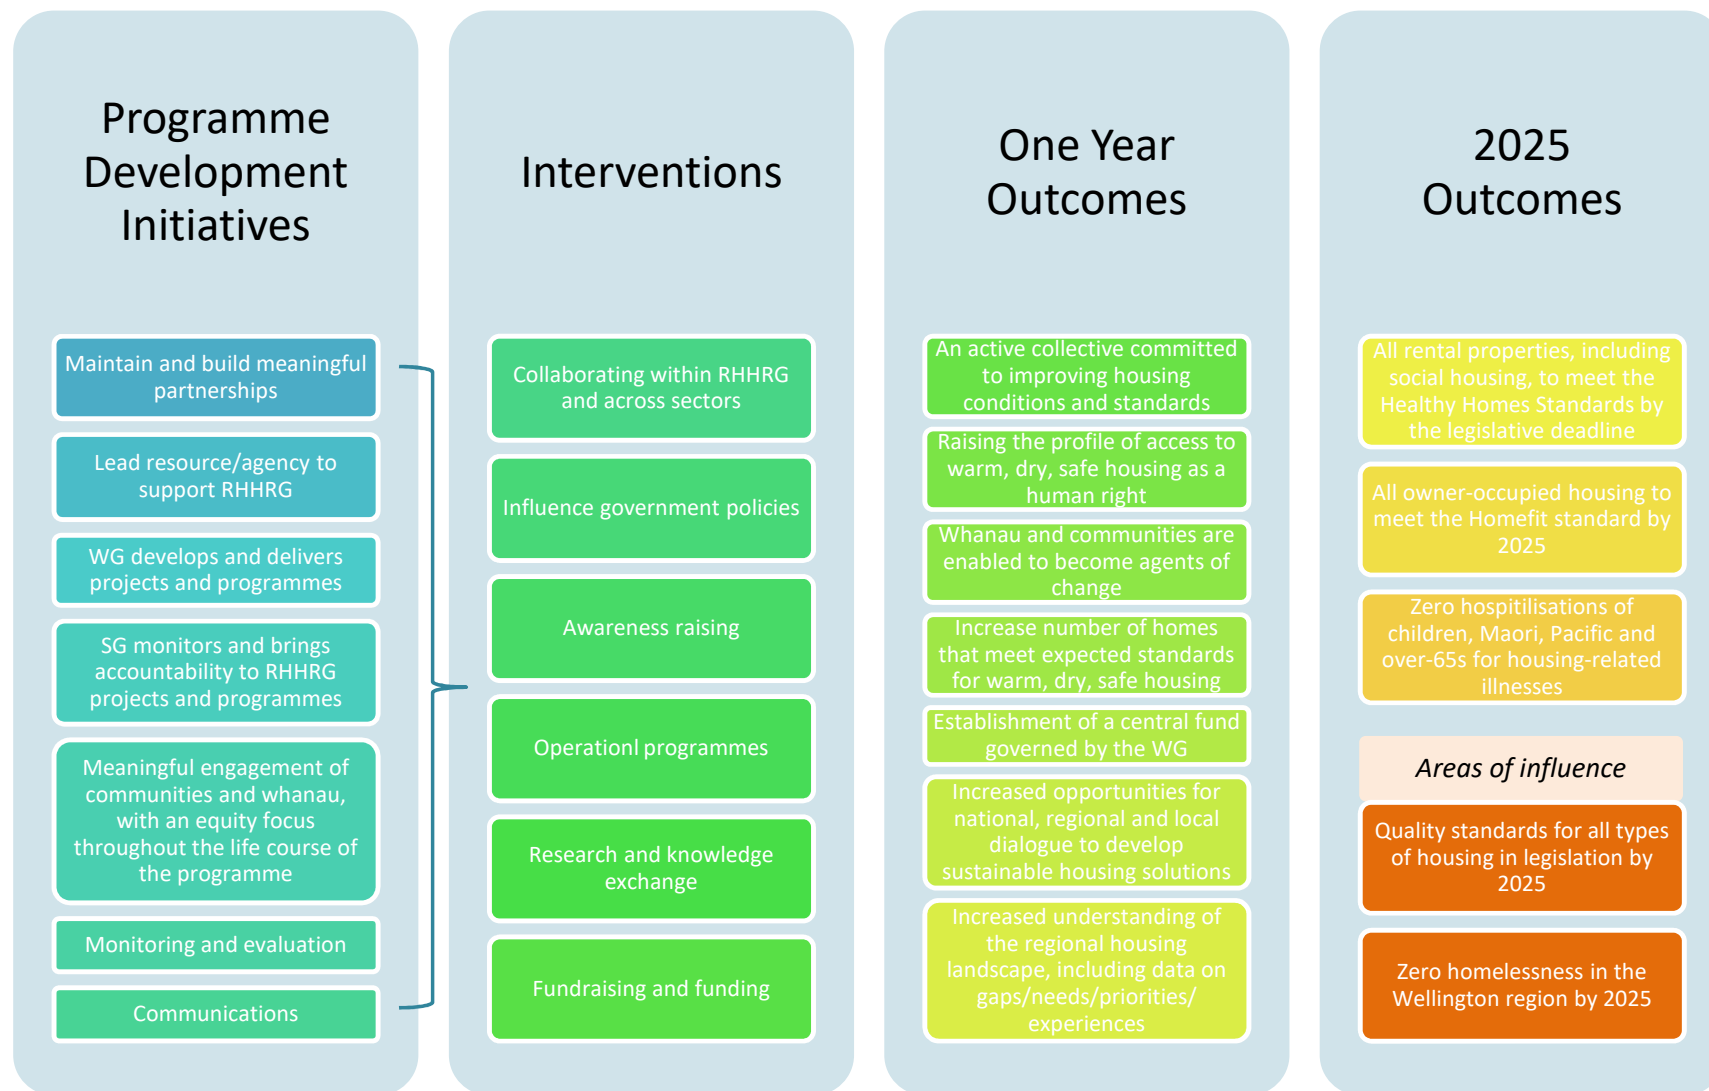 Programme
Development
Initiatives
Maintain and build meaningful
partnerships
Lead resource/agency to
support RHHRG
WG develops and delivers
projects and programmes
SG monitors and brings
accountability to RHHRG
projects and programmes
Meaningful engagement of
communities and whanau,
with an equity focus
throughout the life course of
the programme
Monitoring and evaluation
Communications
Interventions
Collaborating within RHHRG
and across sectors
Influence government policies
Awareness raising
Operationl programmes
Research and knowledge
exchange
Fundraising and funding
One Year
Outcomes
An active collective committed
to improving housing
conditions and standards
Raising the profile of access to
warm, dry, safe housing as a
human right
Whanau and communities are
enabled to become agents of
change
Increase number of homes
that meet expected standards
for warm, dry, safe housing
Establishment of a central fund
governed by the WG
Increased opportunities for
national, regional and local
dialogue to develop
sustainable housing solutions
Increased understanding of
the regional housing
landscape, including data on
gaps/needs/priorities/
experiences
2025
Outcomes
All rental properties, including
social housing, to meet the
Healthy Homes Standards by
the legislative deadline
All owner-occupied housing to
meet the Homefit standard by
2025
Zero hospitilisations of
children, Maori, Pacific and
over-65s for housing-related
illnesses
Areas of influence
Quality standards for all types
of housing in legislation by
2025
Zero homelessness in the
Wellington region by 2025